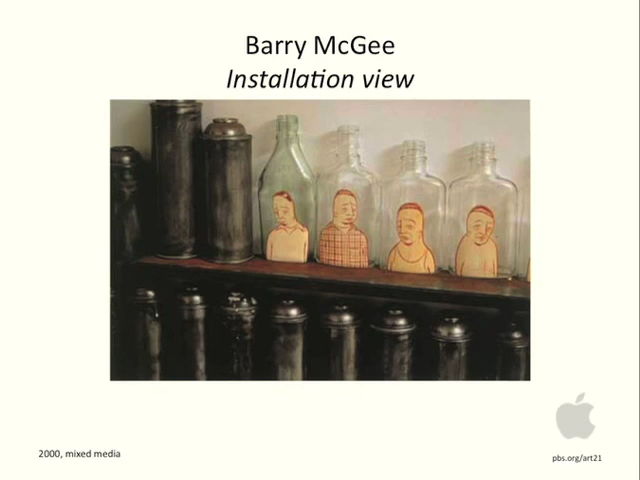 Barry McGee
Installation view
2000, mixed media
pbs.org/art21